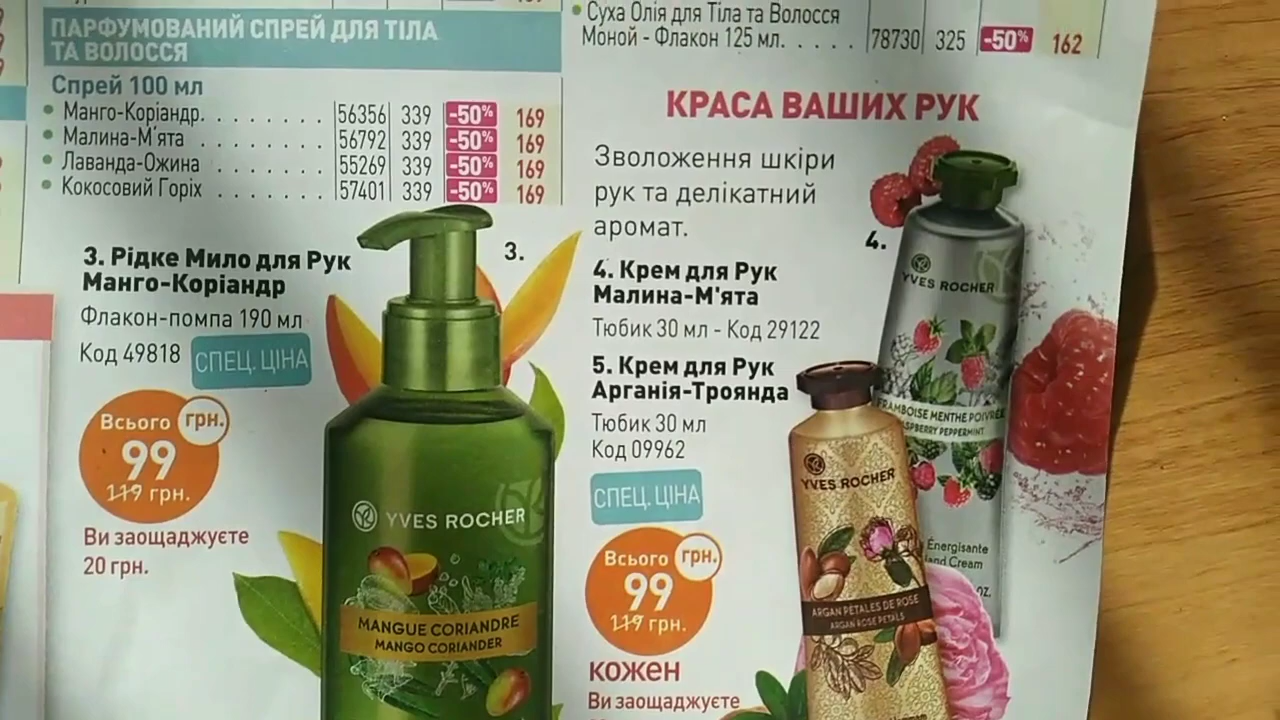 ПАРФУМОВАНИЙ СПРЕЙ ДЛЯ ТІЛА
ТА ВОЛОССЯ
Спрей 100 мл
• Манго-Коріандр. . . . . . . . 56356 339 -50% 169
• Малина-М'ята . . . . . . . . 56792 339 -50% 169
• Лаванда-Ожина . . . . . . . 55269 339 -50% 169
• Кокосовий Горіх . . . . . . . 57401 339 -50% 169
• Суха Олія для Тіла та Волосся
Моной - Флакон 125 мл. . . . . 78730 325 -50% 162
3. Рідке Мило для Рук
Манго-Коріандр
Флакон-помпа 190 мл
Код 49818 СПЕЦ. ЦІНА
Всього грн.
99
119 грн.
Ви заощаджуєте
20 грн.
3.
YVES ROCHER
MANGUE CORIANDRE
MANGO CORIANDER
КРАСА ВАШИХ РУК
Зволоження шкіри
рук та делікатний
аромат.
4. Крем для Рук
Малина-М'ята
Тюбик 30 мл - Код 29122
5. Крем для Рук
Арганія-Троянда
Тюбик 30 мл
Код 09962
СПЕЦ. ЦІНА
Всього грн.
99
119 грн.
кожен
Ви заощаджуєте
4.
YVES ROCHER
FRAMBOISE MENTHE POIVRÉE
RASPBERRY PEPPERMINT
Énergisante
Hand Cream
OZ.
YVES ROCHER
ARGAN PETALES DE ROSE
ARGAN ROSE PETALS